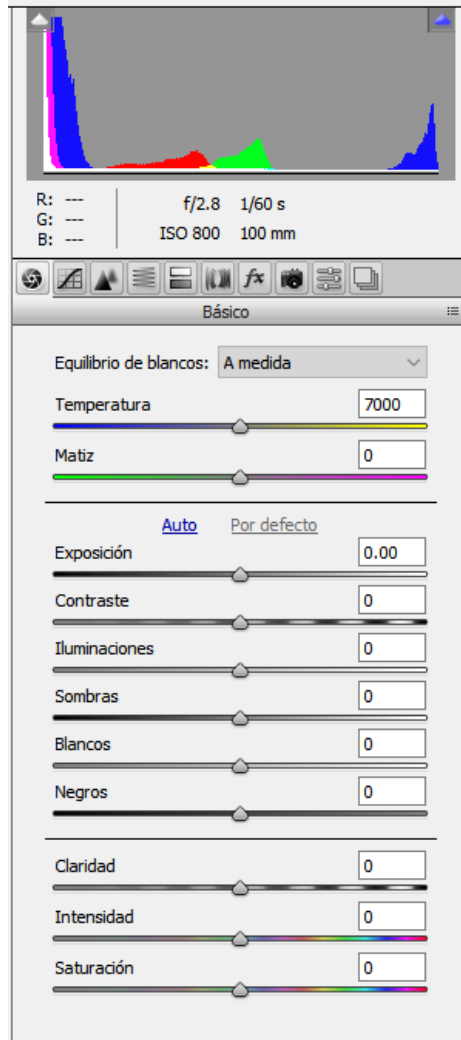 R: --- f/2.8 1/60 s
G: ---
B: --- ISO 800 100 mm
fx
Básico
Equilibrio de blancos: A medida
Temperatura 7000
Matiz 0
Auto Por defecto
Exposición 0.00
Contraste 0
Iluminaciones 0
Sombras 0
Blancos 0
Negros 0
Claridad 0
Intensidad 0
Saturación 0